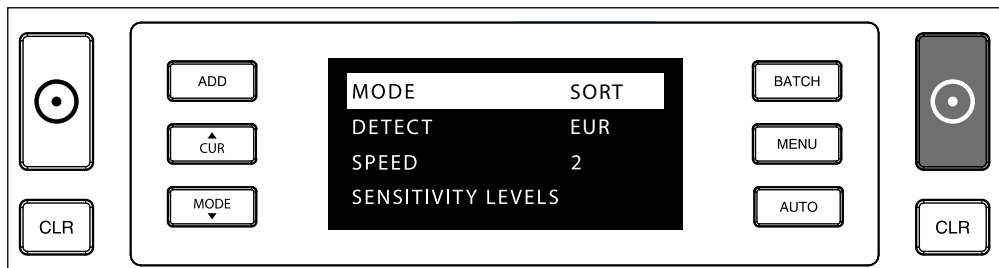 ADD
CUR
MODE
CLR
MODE SORT
DETECT EUR
SPEED 2
SENSITIVITY LEVELS
BATCH
MENU
AUTO
CLR